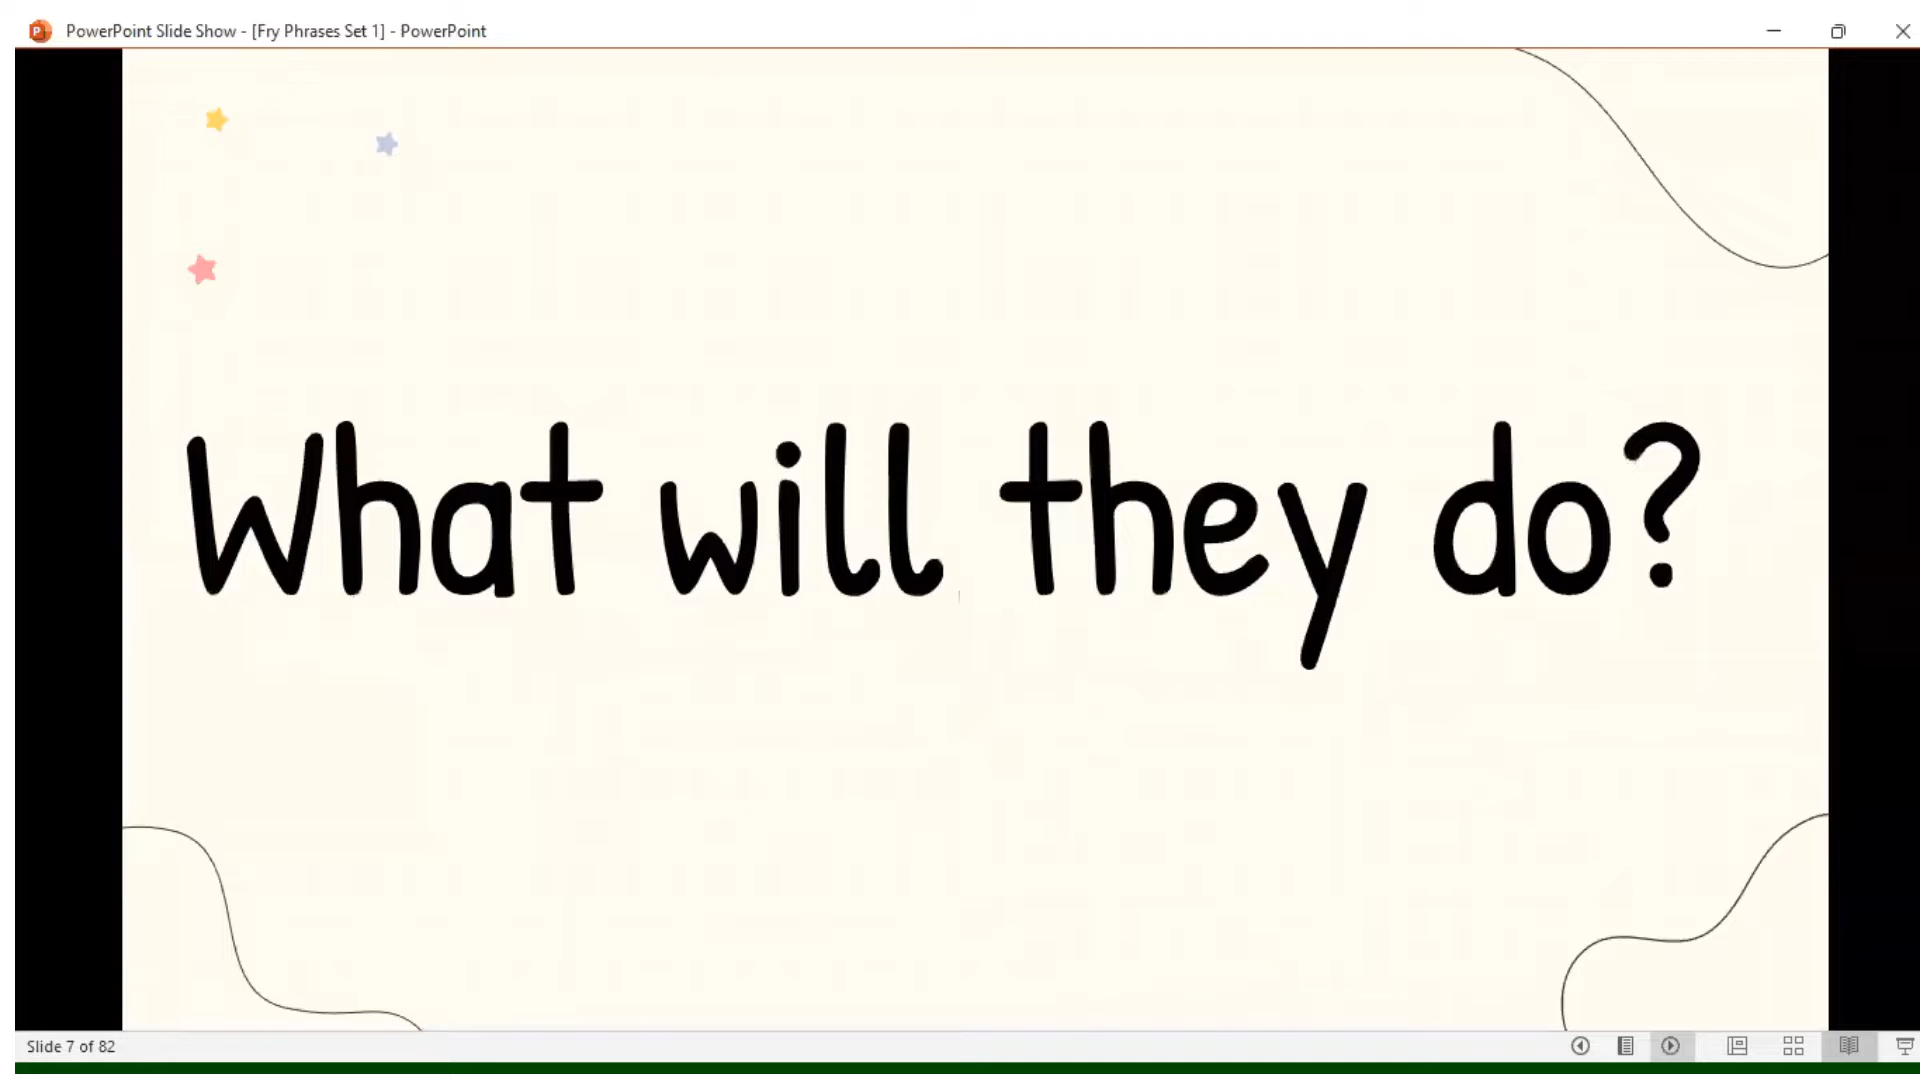 PowerPoint Slide Show - [Fry Phrases Set 1] - PowerPoint
What will they do?
Slide 7 of 82